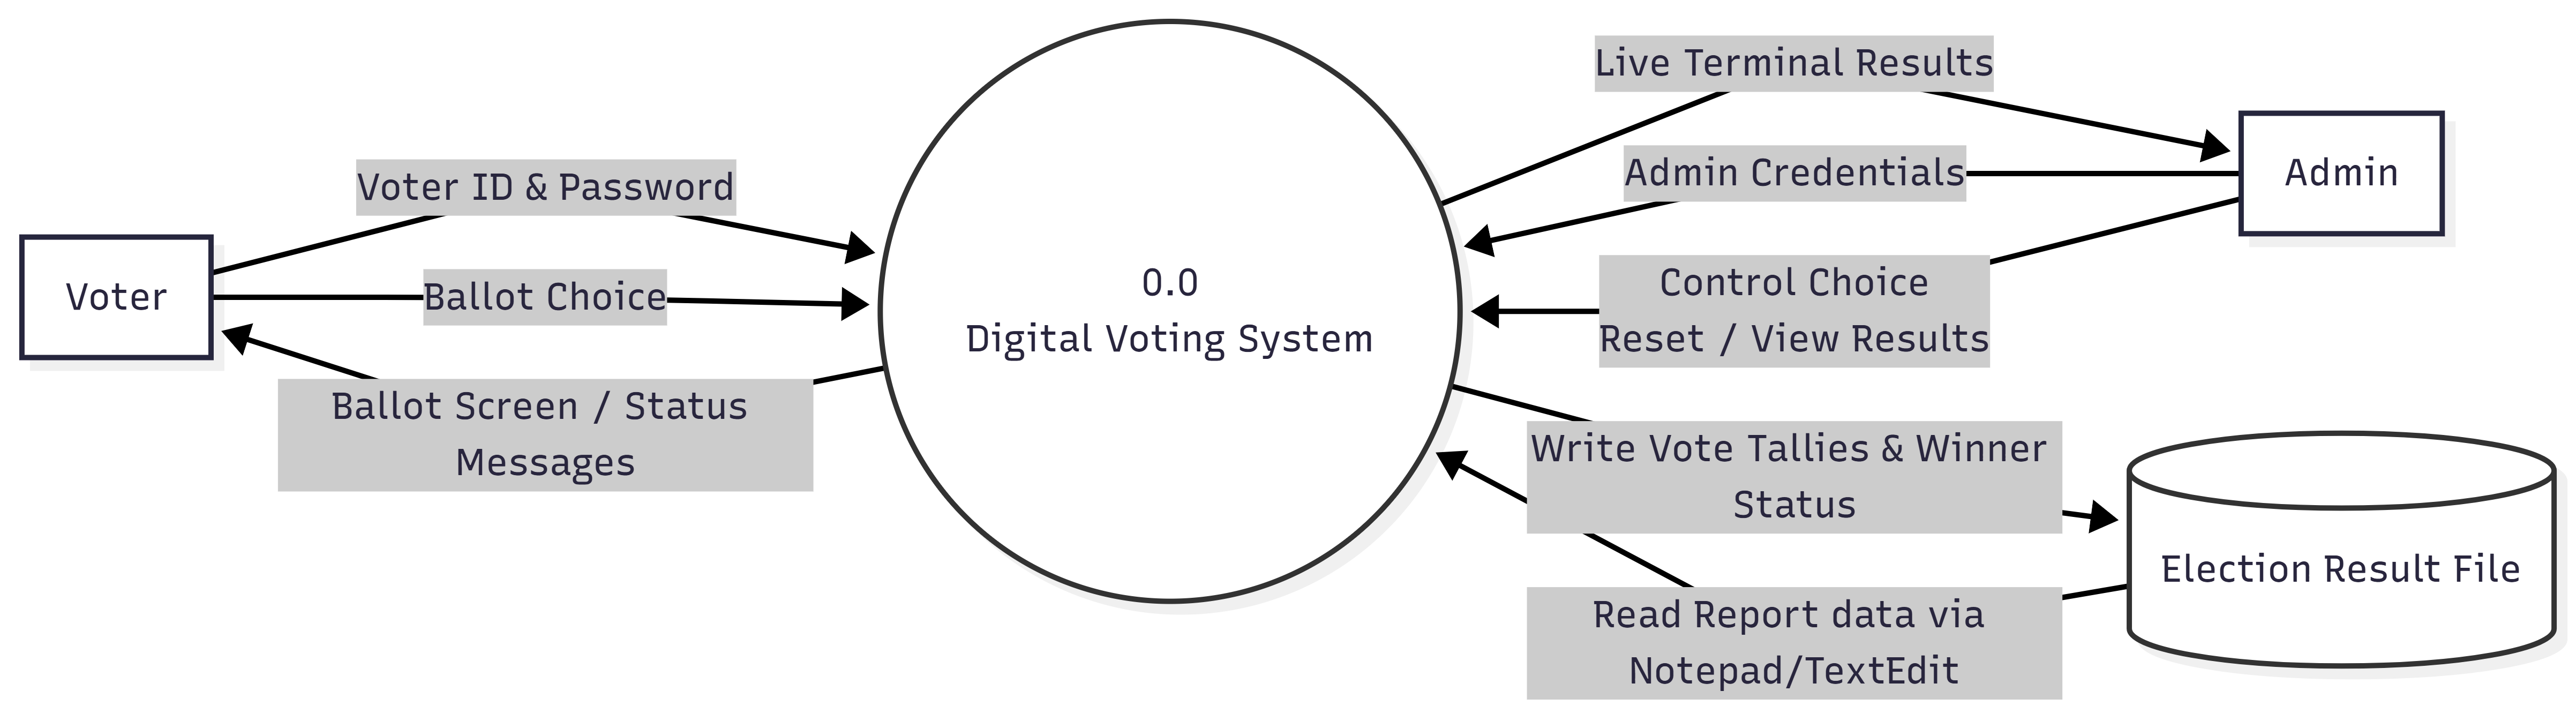 Voter
Voter ID & Password
Ballot Choice
Ballot Screen / Status
Messages
0.0
Digital Voting System
Live Terminal Results
Admin Credentials
Control Choice
Reset / View Results
Admin
Write Vote Tallies & Winner
Status
Read Report data via
Notepad/TextEdit
Election Result File